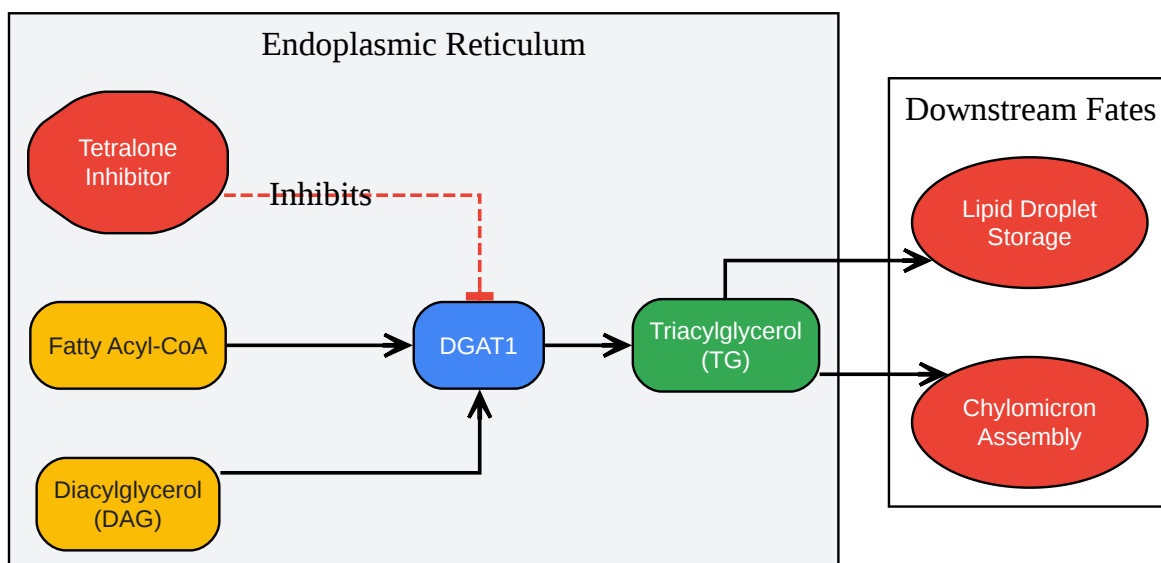 Endoplasmic Reticulum
Downstream Fates
Tetralone
Inhibitor
Inhibits
Lipid Droplet
Storage
Fatty Acyl-CoA
DGAT1
Triacylglycerol
(TG)
Chylomicron
Assembly
Diacylglycerol
(DAG)